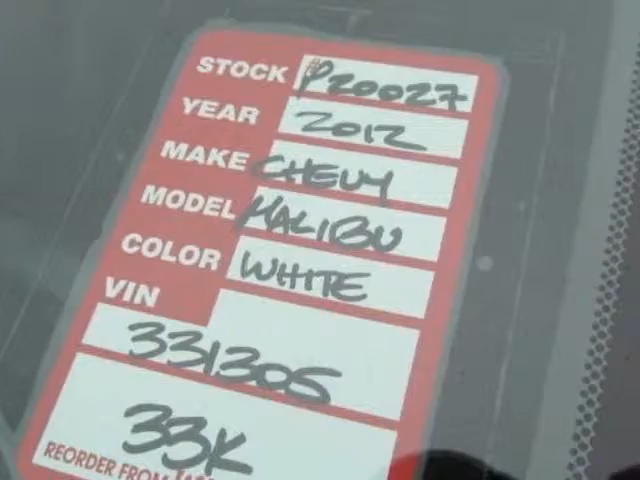 STOCK P20027
YEAR 2012
MAKE CHEVY
MODEL MALIBU
COLOR WHITE
VIN
331305
33K
REORDER FROM